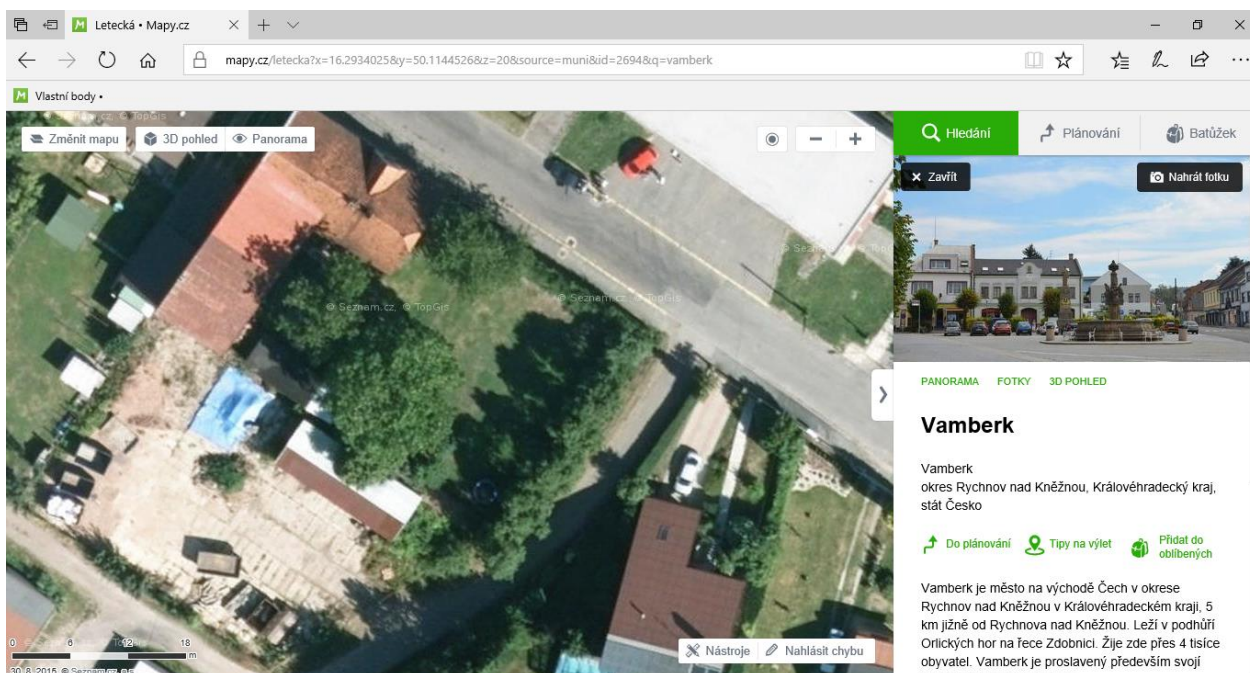 Letecká • Mapy.cz
mapy.cz/letecka?x=16.2934025&y=50.1144526&z=20&source=muni&id=2694&q=vamberk
Vlastní body •
Změnit mapu
3D pohled
Panorama
© Seznam.cz, © TopGis
© Seznam.cz, © TopGis
0 6 12 18
m
30. 8. 2015, © Seznam.cz, a.s.
Nástroje
Nahlásit chybu
Hledání
Plánování
Batůžek
Zavřít
Nahrát fotku
PANORAMA FOTKY 3D POHLED
Vamberk
Vamberk
okres Rychnov nad Kněžnou, Královéhradecký kraj,
stát Česko
Do plánování
Tipy na výlet
Přidat do
oblíbených
Vamberk je město na východě Čech v okrese
Rychnov nad Kněžnou v Královéhradeckém kraji, 5
km jižně od Rychnova nad Kněžnou. Leží v podhůří
Orlických hor na řece Zdobnici. Žije zde přes 4 tisíce
obyvatel. Vamberk je proslavený především svojí